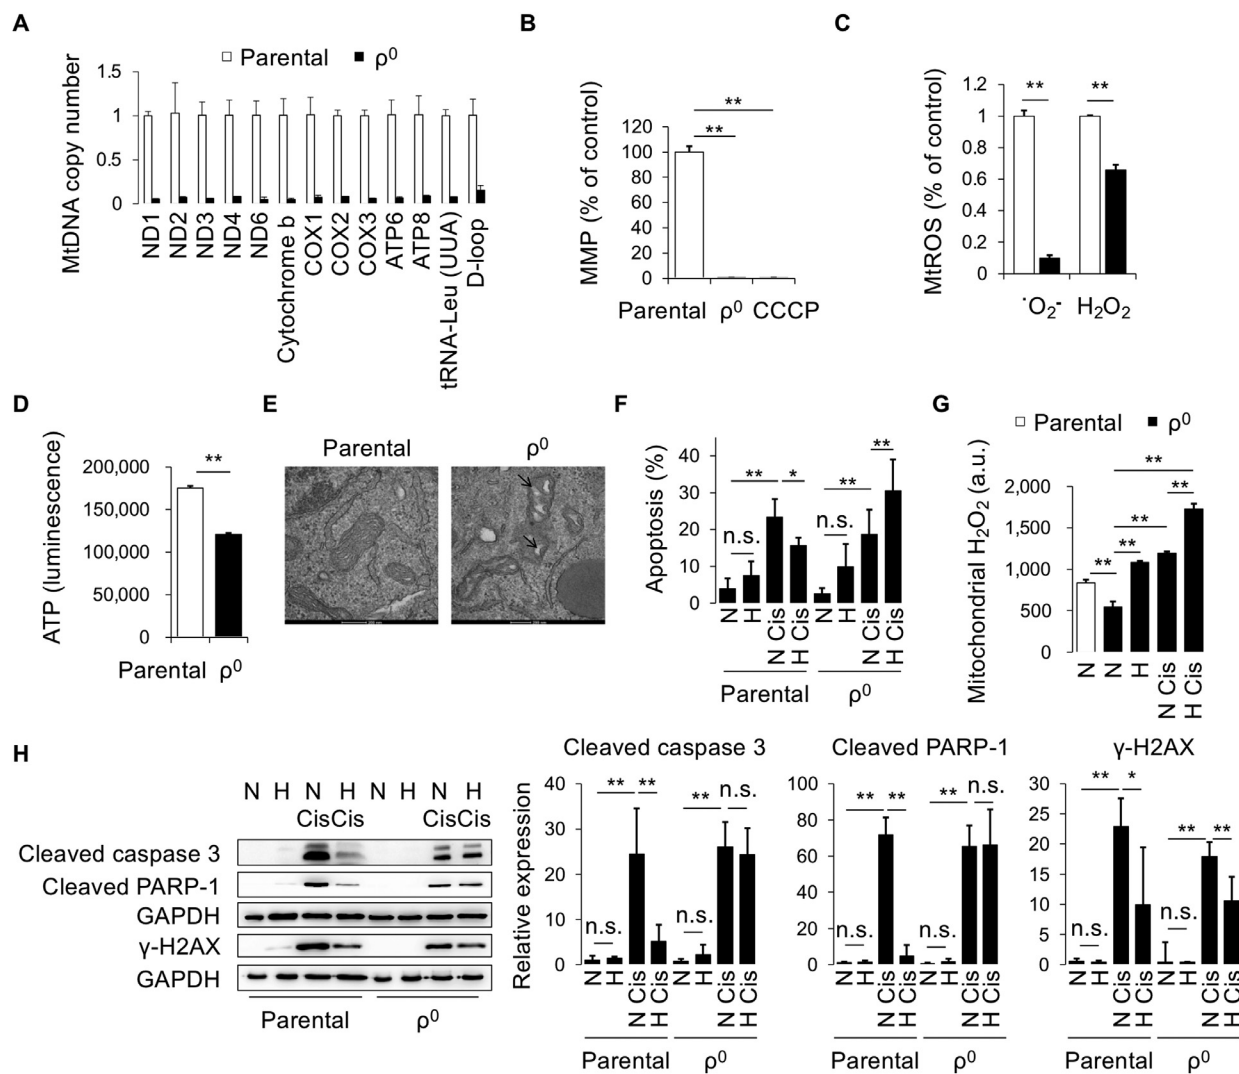 A
Parental ρ⁰
MtDNA copy number
1.5
1
0.5
0
ND1
ND2
ND3
ND4
ND6
Cytochrome b
COX1
COX2
COX3
ATP6
ATP8
tRNA-Leu (UUA)
D-loop
B
MMP (% of control)
120
100
80
60
40
20
0
**
**
Parental ρ⁰ CCCP
C
MtROS (% of control)
1.2
1
0.8
0.6
0.4
0.2
0
** **
˙O₂- H₂O₂
D
ATP (luminescence)
200,000
150,000
100,000
50,000
0
**
Parental ρ⁰
E
Parental ρ⁰
F
Apoptosis (%)
40
30
20
10
0
n.s. ** * n.s. ** **
N H N Cis H Cis N H N Cis H Cis
Parental ρ⁰
G
Parental ρ⁰
Mitochondrial H₂O₂ (a.u.)
2,000
1,500
1,000
500
0
**
**
**
** **
N N H N Cis H Cis
H
N H N H N H N H
Cis Cis Cis Cis
Cleaved caspase 3
Cleaved PARP-1
GAPDH
γ-H2AX
GAPDH
Parental ρ⁰
Relative expression
Cleaved caspase 3
40
30
20
10
0
n.s. ** ** n.s. ** n.s.
N H N Cis H Cis N H N Cis H Cis
Parental ρ⁰
Cleaved PARP-1
100
80
60
40
20
0
n.s. ** ** n.s. ** n.s.
N H N Cis H Cis N H N Cis H Cis
Parental ρ⁰
γ-H2AX
30
25
20
15
10
5
0
n.s. ** * n.s. ** **
N H N Cis H Cis N H N Cis H Cis
Parental ρ⁰